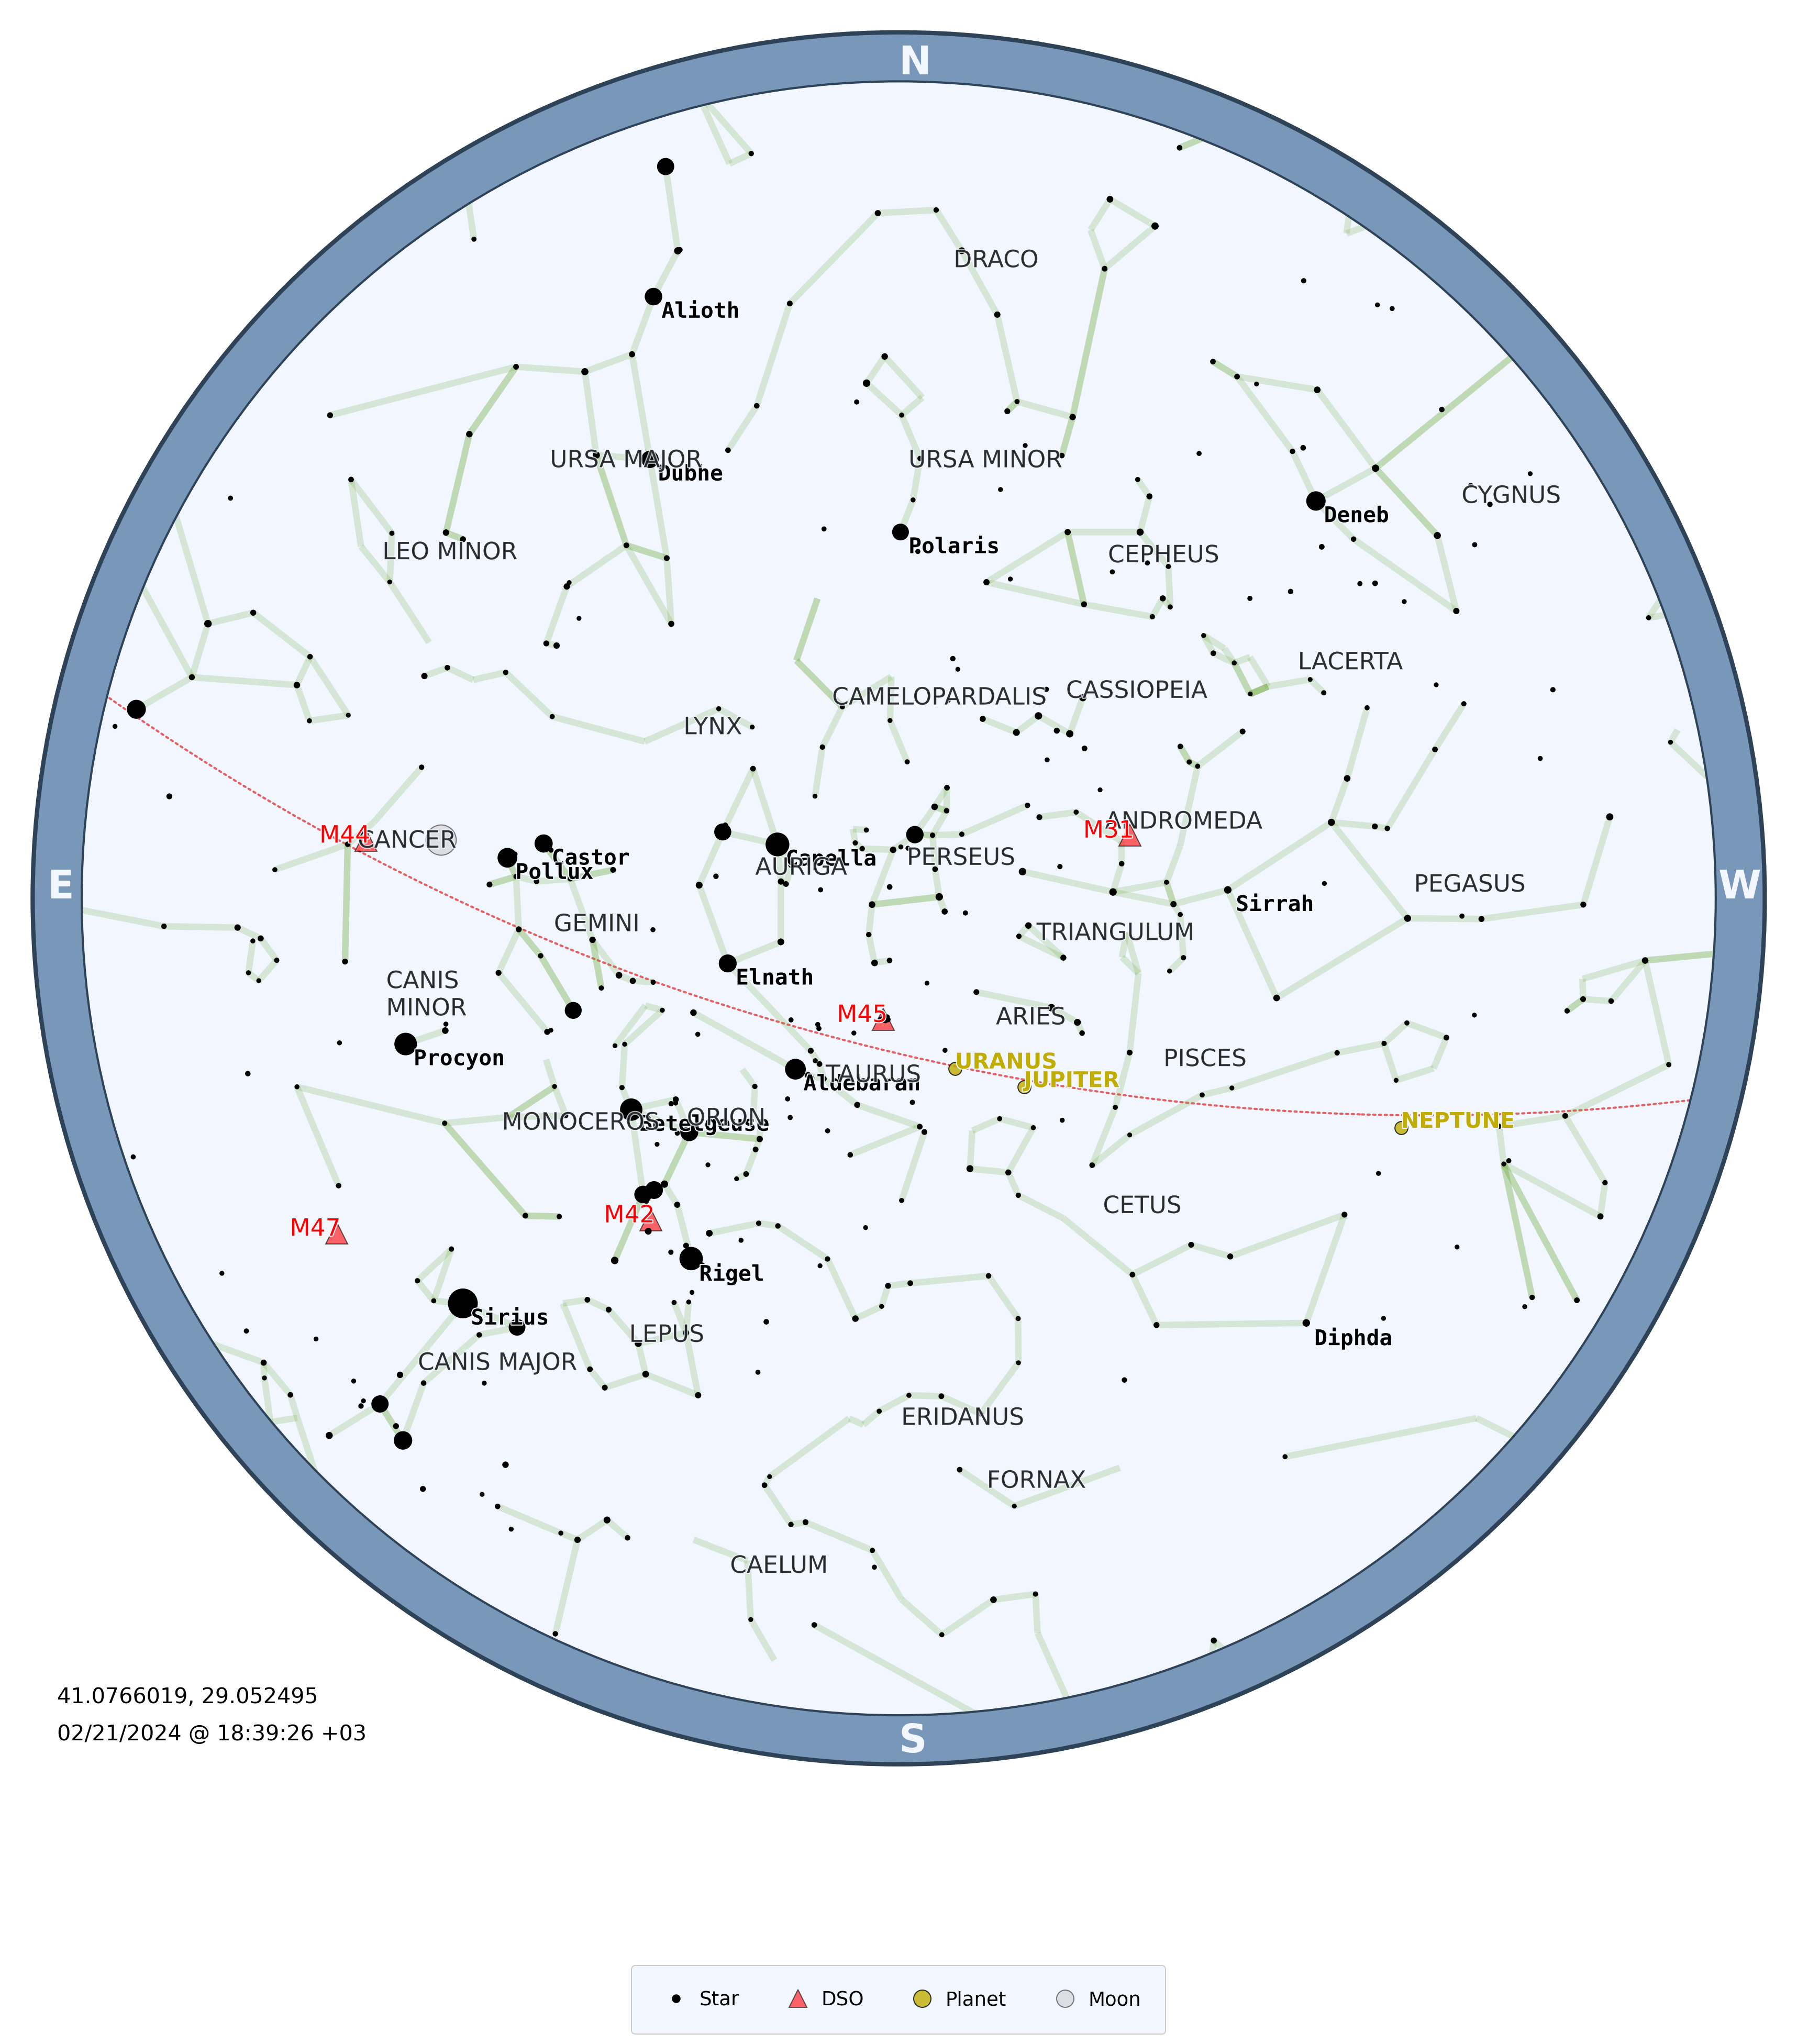 N
DRACO
Alioth
URSA MAJOR
URSA MINOR
Dubhe
CYGNUS
Deneb
LEO MINOR
Polaris
CEPHEUS
LACERTA
CASSIOPEIA
CAMELOPARDALIS
LYNX
ANDROMEDA
M31
M44
CANCER
Castor
Capella
PERSEUS
AURIGA
Pollux
E
W
PEGASUS
Sirrah
GEMINI
TRIANGULUM
Elnath
CANIS
MINOR
M45
ARIES
Procyon
PISCES
URANUS
TAURUS
JUPITER
Aldebaran
ORION
MONOCEROS
Betelgeuse
NEPTUNE
CETUS
M42
M47
Rigel
Sirius
LEPUS
Diphda
CANIS MAJOR
ERIDANUS
FORNAX
CAELUM
S
41.0766019, 29.052495
02/21/2024 @ 18:39:26 +03
Star DSO Planet Moon